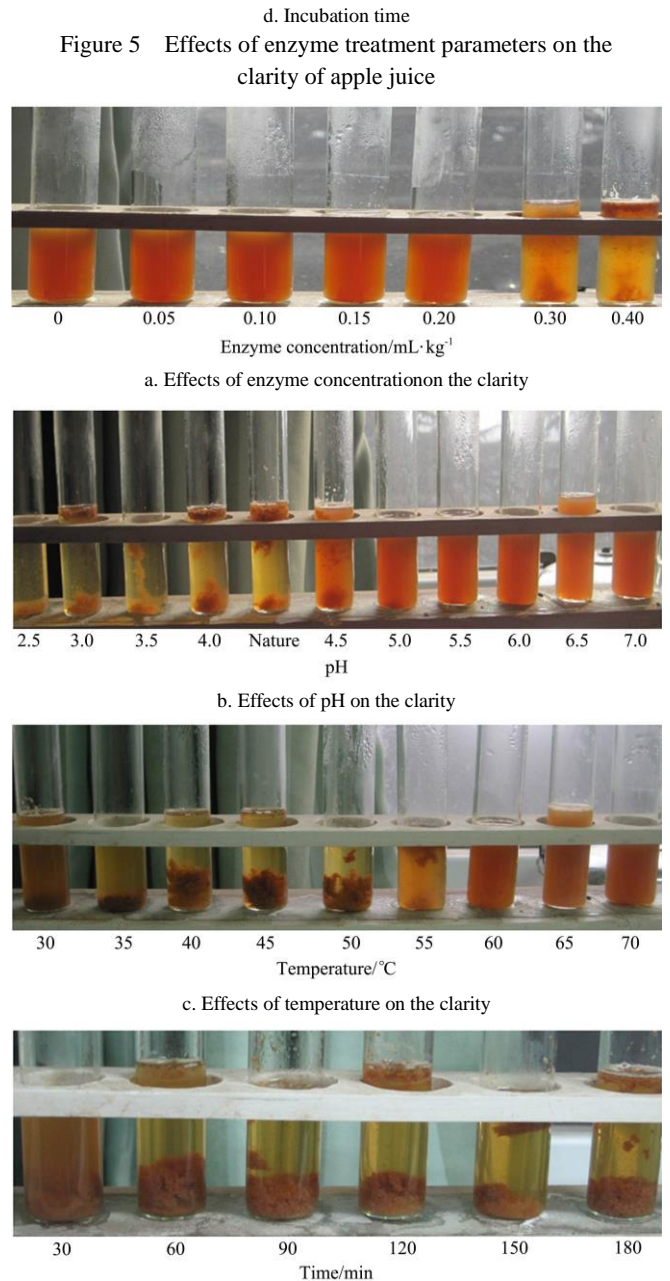 d. Incubation time
Figure 5 Effects of enzyme treatment parameters on the
clarity of apple juice
0 0.05 0.10 0.15 0.20 0.30 0.40
Enzyme concentration/mL·kg⁻¹
a. Effects of enzyme concentrationon the clarity
2.5 3.0 3.5 4.0 Nature 4.5 5.0 5.5 6.0 6.5 7.0
pH
b. Effects of pH on the clarity
30 35 40 45 50 55 60 65 70
Temperature/℃
c. Effects of temperature on the clarity
30 60 90 120 150 180
Time/min